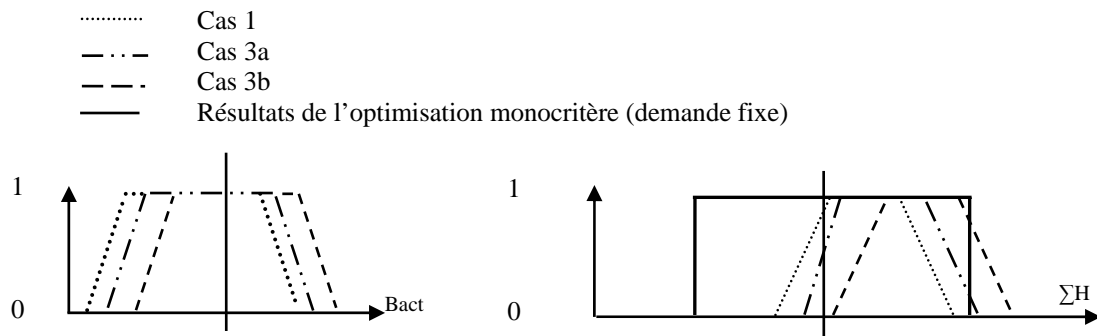 Cas 1
Cas 3a
Cas 3b
Résultats de l’optimisation monocritère (demande fixe)
1
0
Bact
1
0
∑H